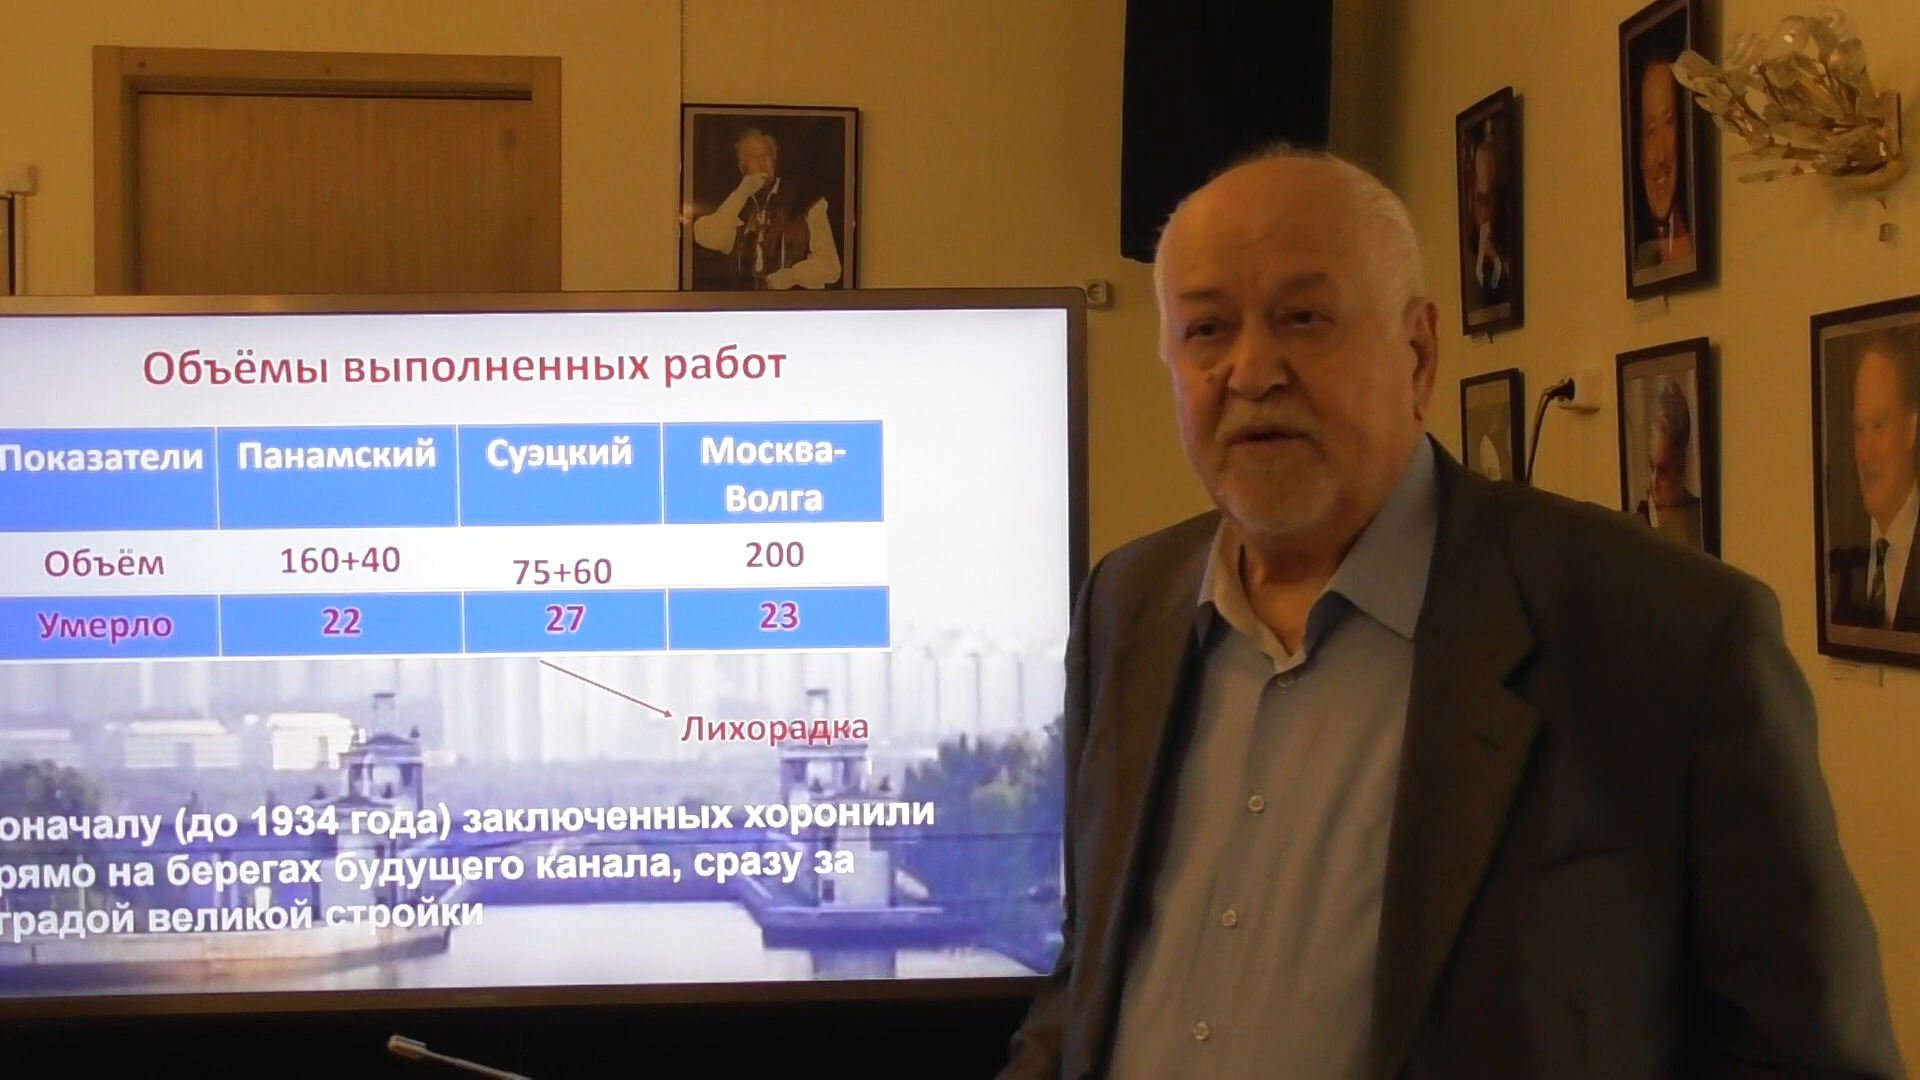 Объёмы выполненных работ
Показатели Панамский Суэцкий Москва-
Волга
Объём 160+40 75+60 200
Умерло 22 27 23
Лихорадка
оначалу (до 1934 года) заключенных хоронили
рямо на берегах будущего канала, сразу за
градой великой стройки